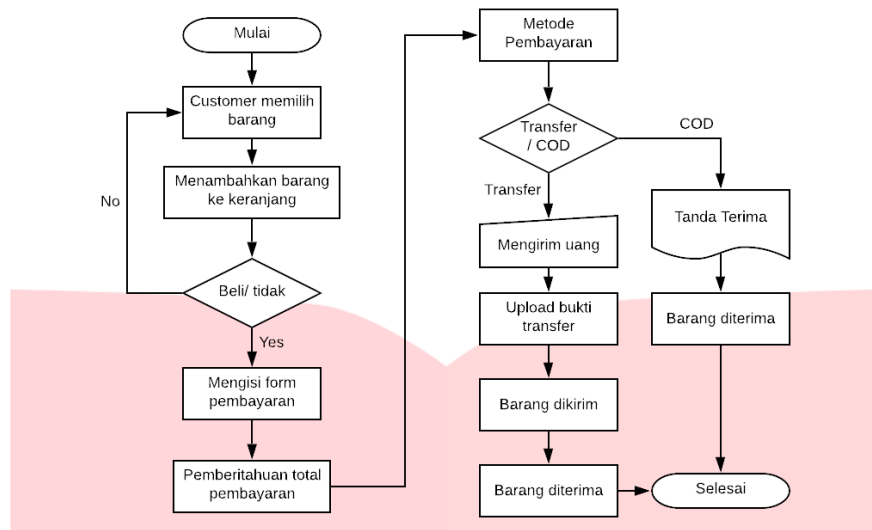 Mulai
Customer memilih
barang
Menambahkan barang
ke keranjang
No
Beli/ tidak
Yes
Mengisi form
pembayaran
Pemberitahuan total
pembayaran
Metode
Pembayaran
Transfer
/ COD
COD
Transfer
Mengirim uang
Upload bukti
transfer
Barang dikirim
Barang diterima
Tanda Terima
Barang diterima
Selesai